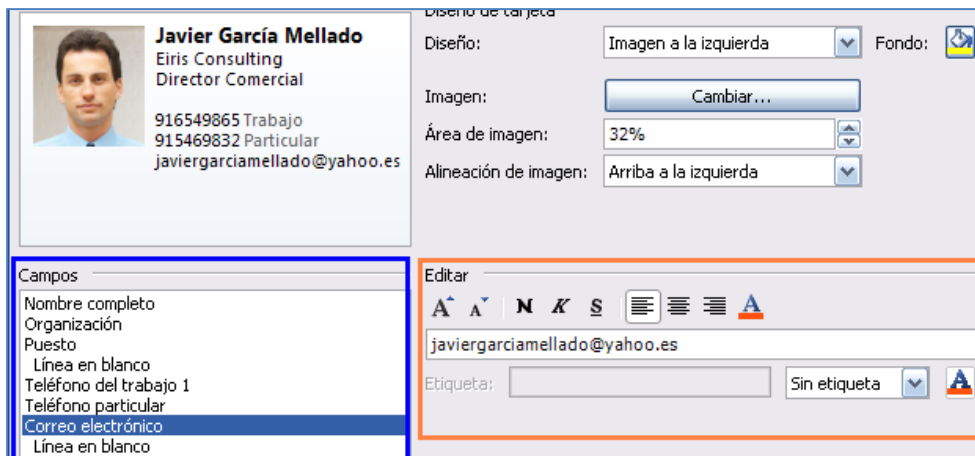 Diseño de tarjeta
Javier García Mellado
Eiris Consulting
Director Comercial
916549865 Trabajo
915469832 Particular
javiergarciamellado@yahoo.es
Diseño: Imagen a la izquierda Fondo:
Imagen: Cambiar...
Área de imagen: 32%
Alineación de imagen: Arriba a la izquierda
Campos
Nombre completo
Organización
Puesto
Línea en blanco
Teléfono del trabajo 1
Teléfono particular
Correo electrónico
Línea en blanco
Editar
A A N K S A
javiergarciamellado@yahoo.es
Etiqueta: Sin etiqueta A